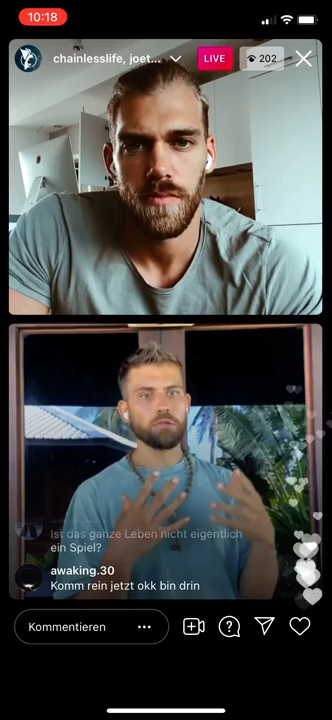 10:18
chainlesslife, joet...
LIVE
202
Ist das ganze Leben nicht eigentlich
ein Spiel?
awaking.30
Komm rein jetzt okk bin drin
Kommentieren